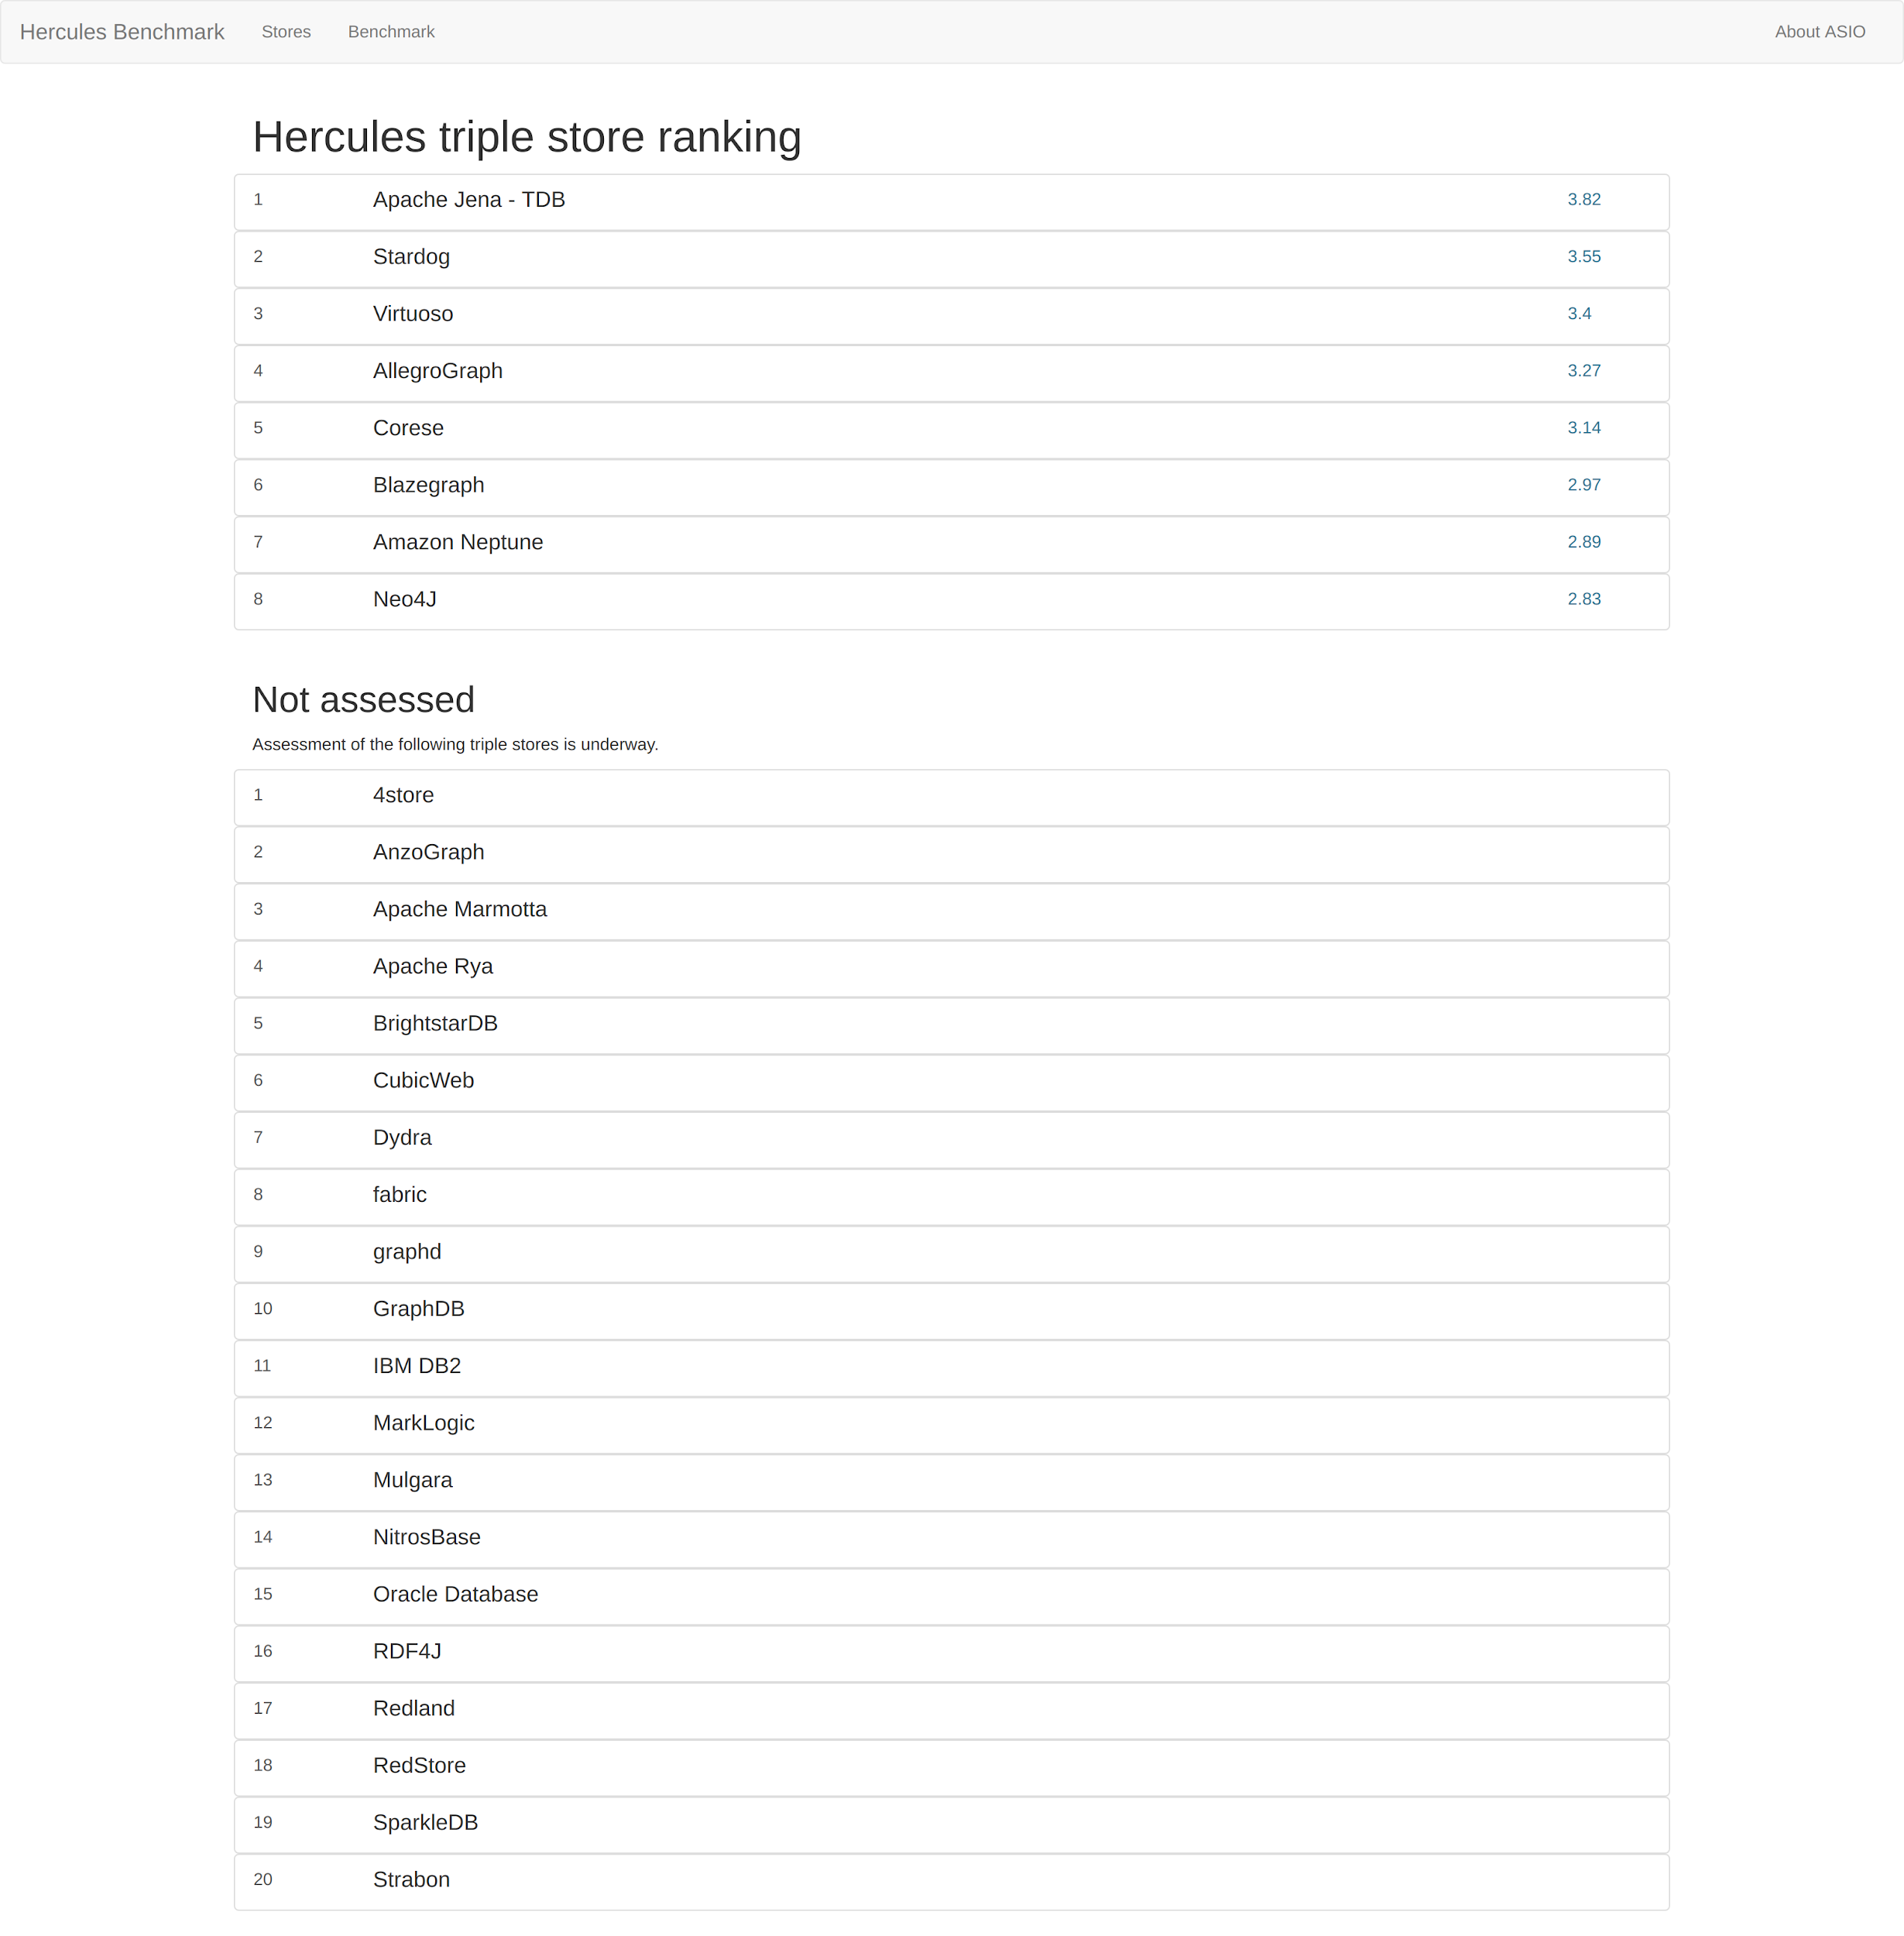 Hercules Benchmark Stores Benchmark About ASIO
Hercules triple store ranking
1 Apache Jena - TDB 3.82
2 Stardog 3.55
3 Virtuoso 3.4
4 AllegroGraph 3.27
5 Corese 3.14
6 Blazegraph 2.97
7 Amazon Neptune 2.89
8 Neo4J 2.83
Not assessed
Assessment of the following triple stores is underway.
1 4store
2 AnzoGraph
3 Apache Marmotta
4 Apache Rya
5 BrightstarDB
6 CubicWeb
7 Dydra
8 fabric
9 graphd
10 GraphDB
11 IBM DB2
12 MarkLogic
13 Mulgara
14 NitrosBase
15 Oracle Database
16 RDF4J
17 Redland
18 RedStore
19 SparkleDB
20 Strabon